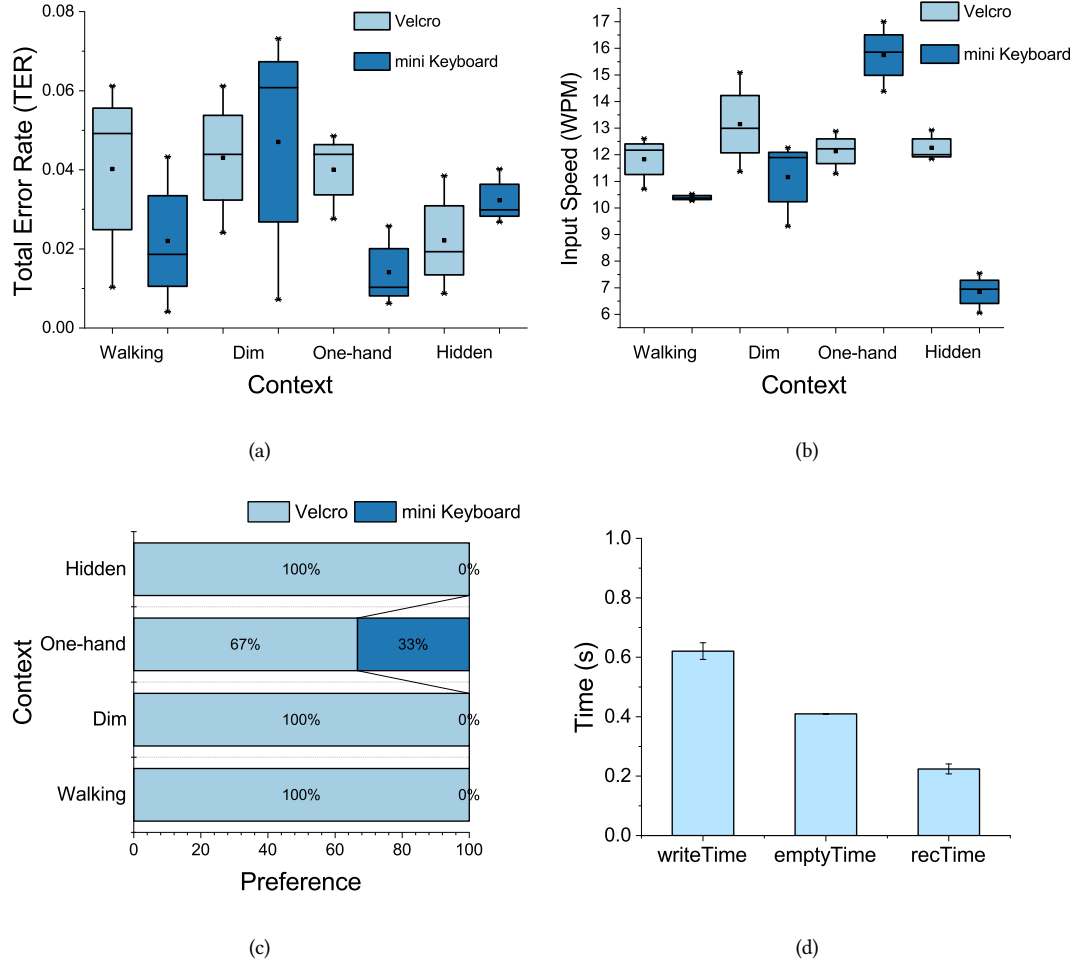 Total Error Rate (TER)
0.08
0.06
0.04
0.02
0.00
Velcro
mini Keyboard
Walking Dim One-hand Hidden
Context
(a)
Input Speed (WPM)
17
16
15
14
13
12
11
10
9
8
7
6
Velcro
mini Keyboard
Walking Dim One-hand Hidden
Context
(b)
Velcro mini Keyboard
Context
Hidden 100% 0%
One-hand 67% 33%
Dim 100% 0%
Walking 100% 0%
0 20 40 60 80 100
Preference
(c)
Time (s)
1.0
0.8
0.6
0.4
0.2
0.0
writeTime emptyTime recTime
(d)